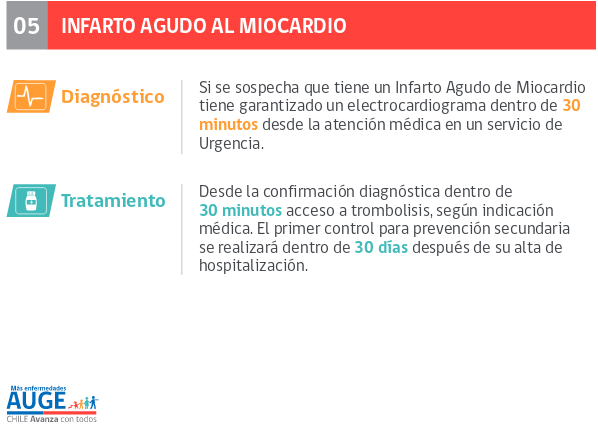 05 INFARTO AGUDO AL MIOCARDIO
Diagnóstico
Si se sospecha que tiene un Infarto Agudo de Miocardio
tiene garantizado un electrocardiograma dentro de 30
minutos desde la atención médica en un servicio de
Urgencia.
Tratamiento
Desde la confirmación diagnóstica dentro de
30 minutos acceso a trombolisis, según indicación
médica. El primer control para prevención secundaria
se realizará dentro de 30 días después de su alta de
hospitalización.
Más enfermedades
AUGE
CHILE Avanza con todos